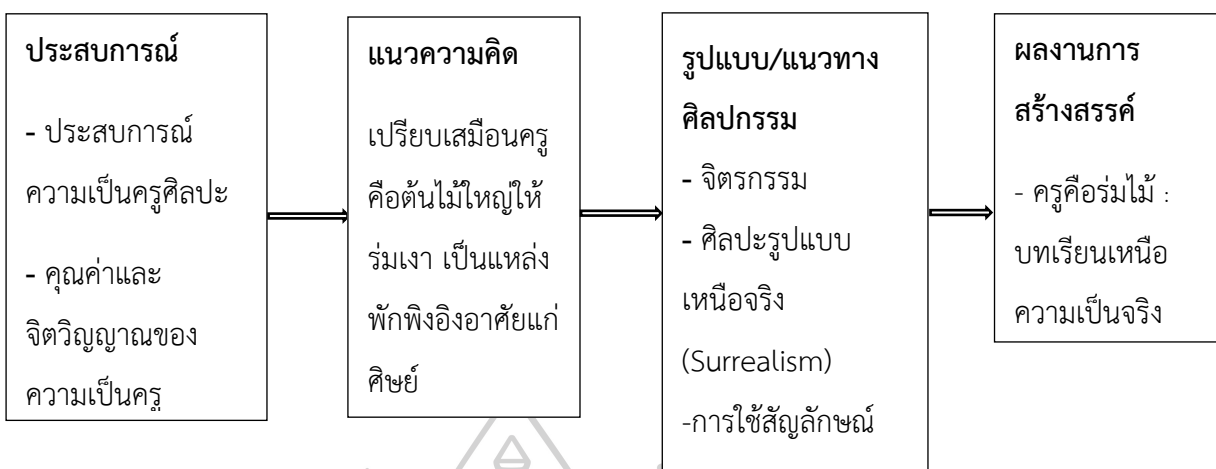 ประสบการณ์
- ประสบการณ์
ความเป็นครูศิลปะ
- คุณค่าและ
จิตวิญญาณของ
ความเป็นครู
แนวความคิด
เปรียบเสมือนครู
คือต้นไม้ใหญ่ให้
ร่มเงา เป็นแหล่ง
พักพิงอิงอาศัยแก่
ศิษย์
รูปแบบ/แนวทาง
ศิลปกรรม
- จิตรกรรม
- ศิลปะรูปแบบ
เหนือจริง
(Surrealism)
-การใช้สัญลักษณ์
ผลงานการ
สร้างสรรค์
- ครูคือร่มไม้ :
บทเรียนเหนือ
ความเป็นจริง